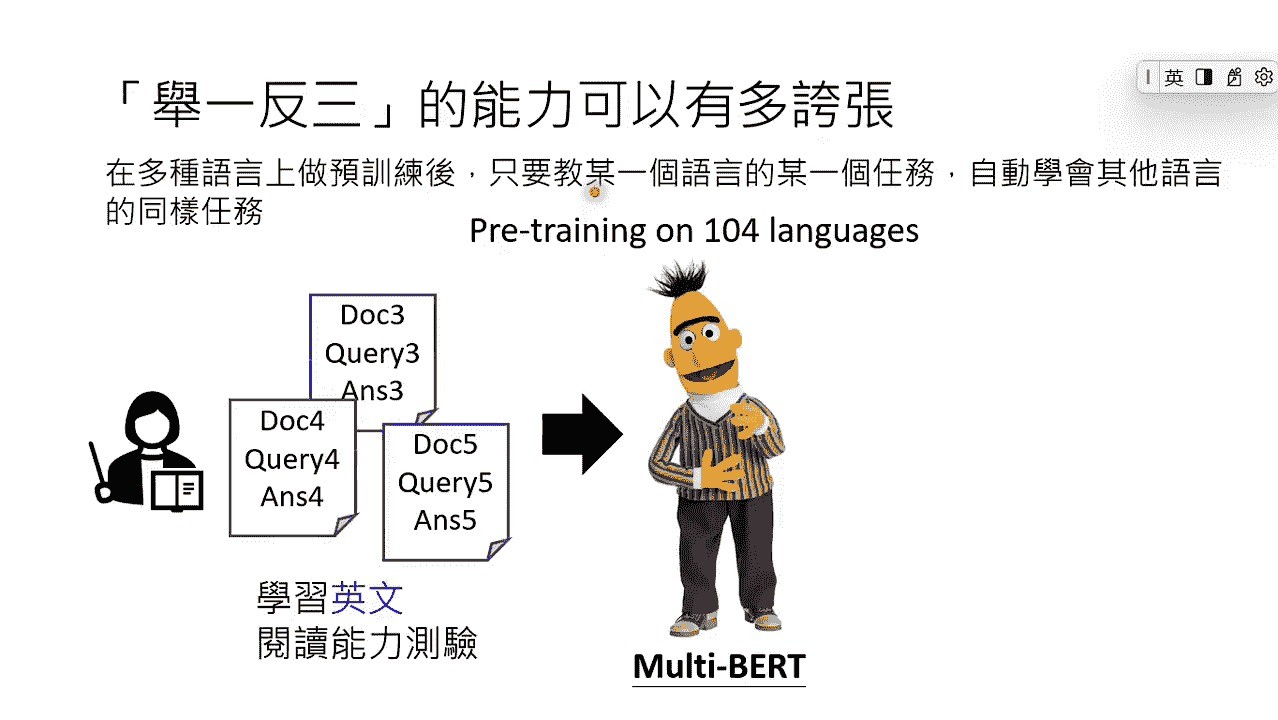 「舉一反三」的能力可以有多誇張
在多種語言上做預訓練後，只要教某一個語言的某一個任務，自動學會其他語言
的同樣任務
Pre-training on 104 languages
Doc3
Query3
Ans3
Doc4
Query4
Ans4
Doc5
Query5
Ans5
學習英文
閱讀能力測驗
Multi-BERT
英